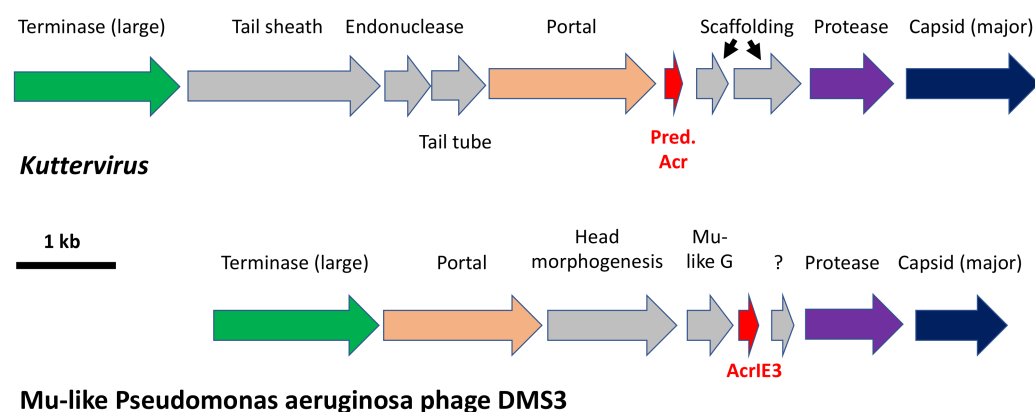 Terminase (large) Tail sheath Endonuclease Portal Scaffolding Protease Capsid (major)
Tail tube
Pred.
Acr
Kuttervirus
1 kb
Head
morphogenesis
Mu-
like G
Terminase (large) Portal ? Protease Capsid (major)
AcrIE3
Mu-like Pseudomonas aeruginosa phage DMS3